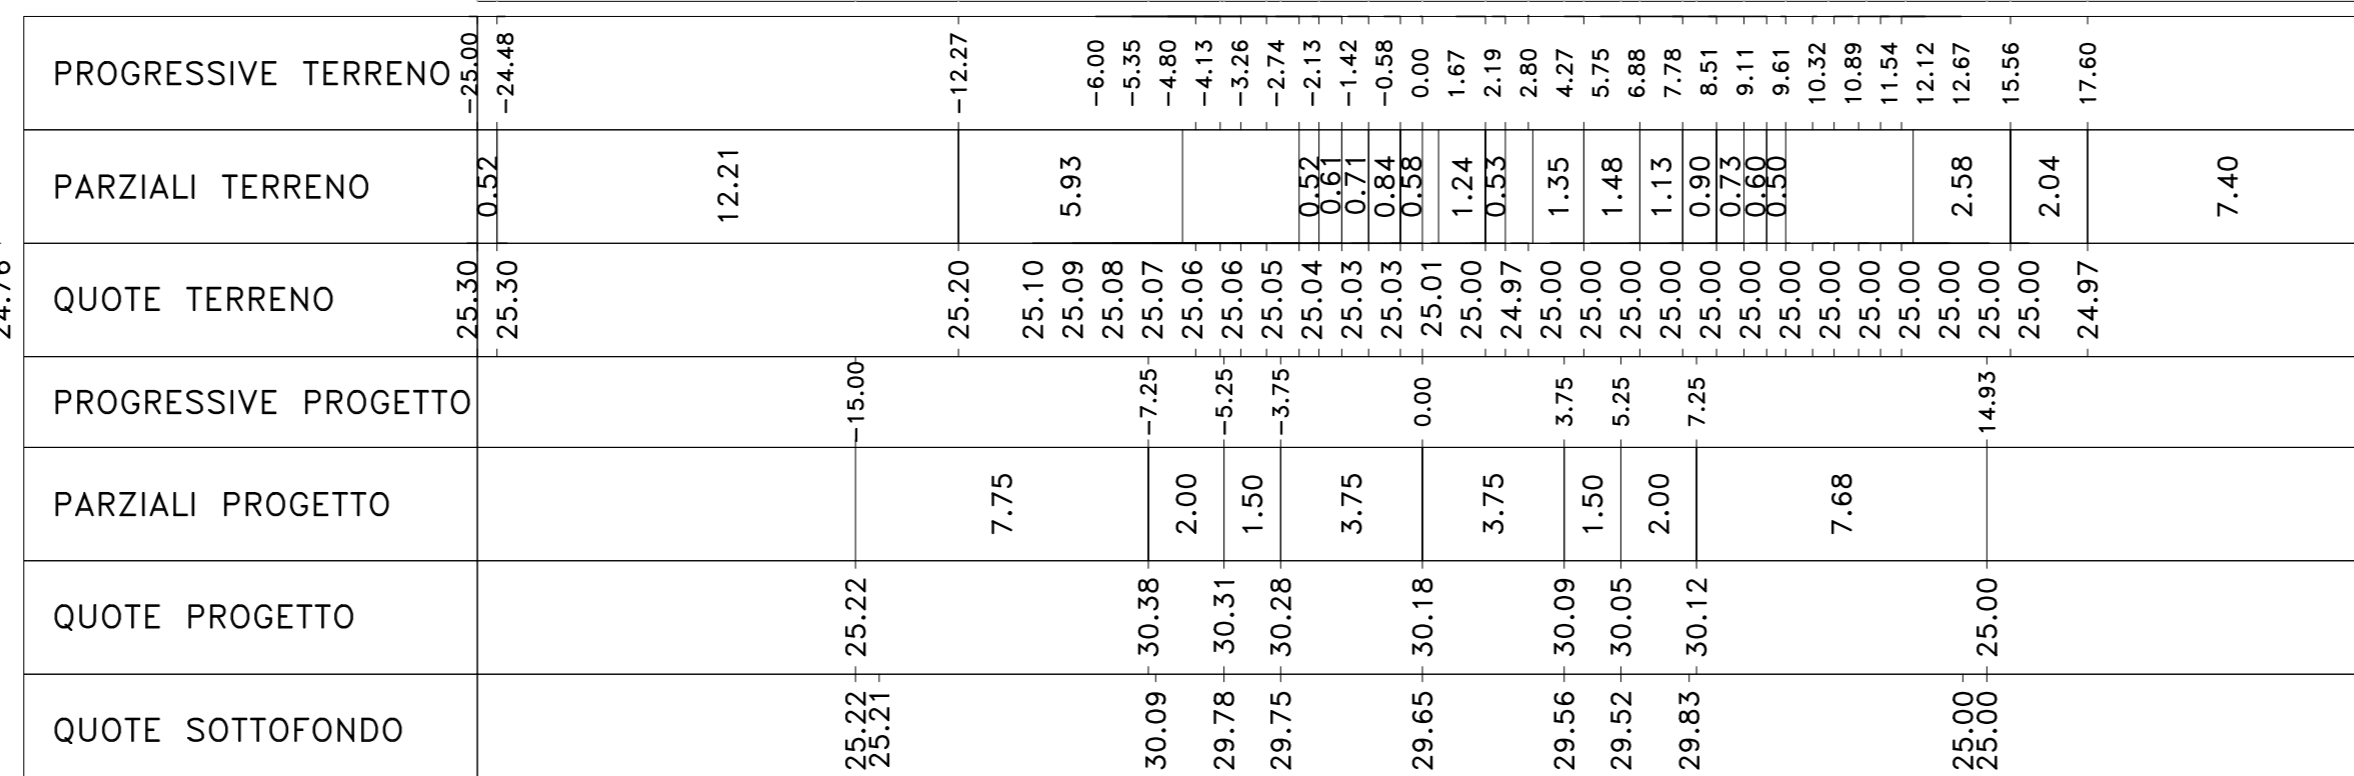 PROGRESSIVE TERRENO -25.00 -24.48 -12.27 -6.00 -5.35 -4.80 -4.13 -3.26 -2.74 -2.13 -1.42 -0.58 0.00 1.67 2.19 2.80 4.27 5.75 6.88 7.78 8.51 9.11 9.61 10.32 10.89 11.54 12.12 12.67 15.56 17.60
PARZIALI TERRENO 0.52 12.21 5.93 0.52 0.61 0.71 0.84 0.58 1.24 0.53 1.35 1.48 1.13 0.90 0.73 0.60 0.50 2.58 2.04 7.40
QUOTE TERRENO 25.30 25.30 25.20 25.10 25.09 25.08 25.07 25.06 25.06 25.05 25.04 25.03 25.03 25.01 25.00 24.97 25.00 25.00 25.00 25.00 25.00 25.00 25.00 25.00 25.00 25.00 25.00 25.00 25.00 24.97
PROGRESSIVE PROGETTO -15.00 -7.25 -5.25 -3.75 0.00 3.75 5.25 7.25 14.93
PARZIALI PROGETTO 7.75 2.00 1.50 3.75 3.75 1.50 2.00 7.68
QUOTE PROGETTO 25.22 30.38 30.31 30.28 30.18 30.09 30.05 30.12 25.00
QUOTE SOTTOFONDO 25.22 25.21 30.09 29.78 29.75 29.65 29.56 29.52 29.83 25.00 25.00